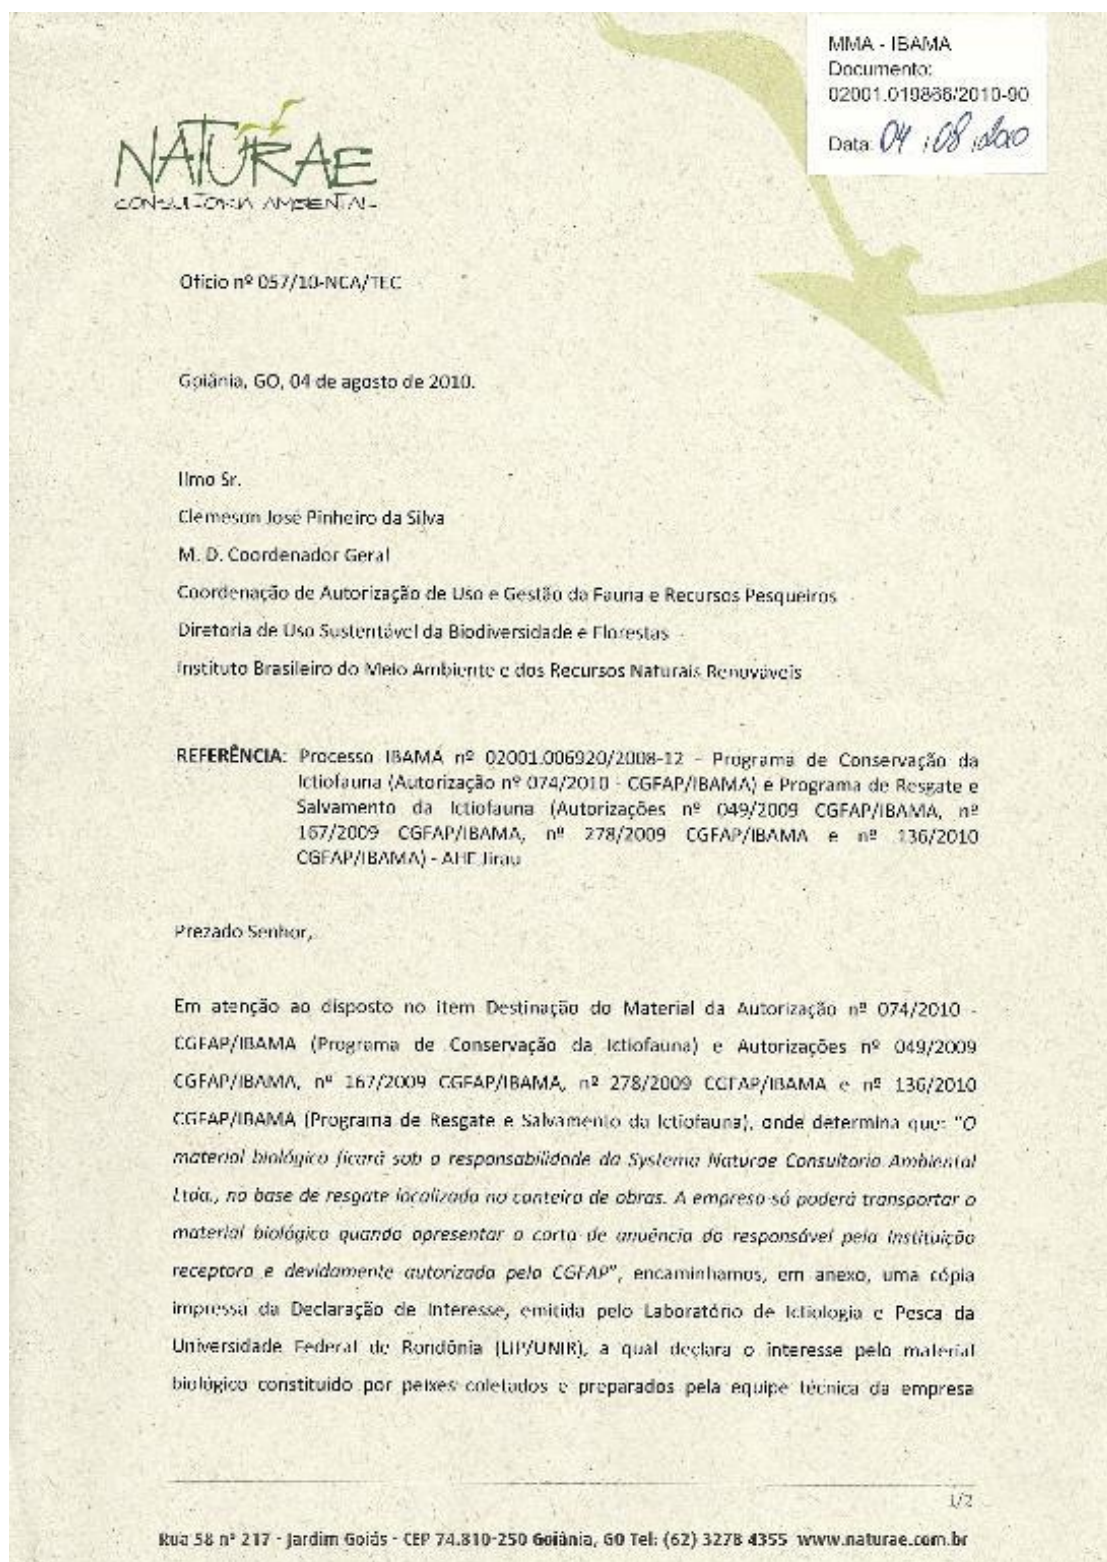 MMA - IBAMA
Documento:
02001.019866/2010-90
Data: 04 / 08 / 2010
NATURAE
CONSULTORIA AMBIENTAL
Ofício nº 057/10-NCA/TEC
Goiânia, GO, 04 de agosto de 2010.
Ilmo Sr.
Clemeson José Pinheiro da Silva
M. D. Coordenador Geral
Coordenação de Autorização de Uso e Gestão da Fauna e Recursos Pesqueiros
Diretoria de Uso Sustentável da Biodiversidade e Florestas
Instituto Brasileiro do Meio Ambiente e dos Recursos Naturais Renováveis
REFERÊNCIA: Processo IBAMA nº 02001.006920/2008-12 – Programa de Conservação da
Ictiofauna (Autorização nº 074/2010 - CGFAP/IBAMA) e Programa de Resgate e
Salvamento da Ictiofauna (Autorizações nº 049/2009 CGFAP/IBAMA, nº
167/2009 CGFAP/IBAMA, nº 278/2009 CGFAP/IBAMA e nº 136/2010
CGFAP/IBAMA) - AHE Jirau
Prezado Senhor,
Em atenção ao disposto no item Destinação do Material da Autorização nº 074/2010 -
CGFAP/IBAMA (Programa de Conservação da Ictiofauna) e Autorizações nº 049/2009
CGFAP/IBAMA, nº 167/2009 CGFAP/IBAMA, nº 278/2009 CGFAP/IBAMA e nº 136/2010
CGFAP/IBAMA (Programa de Resgate e Salvamento da Ictiofauna), onde determina que: "O
material biológico ficará sob a responsabilidade da Systema Naturae Consultoria Ambiental
Ltda., na base de resgate localizada no canteiro de obras. A empresa só poderá transportar o
material biológico quando apresentar a carta de anuência do responsável pela Instituição
receptora e devidamente autorizada pela CGFAP", encaminhamos, em anexo, uma cópia
impressa da Declaração de Interesse, emitida pelo Laboratório de Ictiologia e Pesca da
Universidade Federal de Rondônia (LIP/UNIR), a qual declara o interesse pelo material
biológico constituído por peixes coletados e preparados pela equipe técnica da empresa
1/2
Rua 58 nº 217 - Jardim Goiás - CEP 74.810-250 Goiânia, GO Tel: (62) 3278 4355 www.naturae.com.br